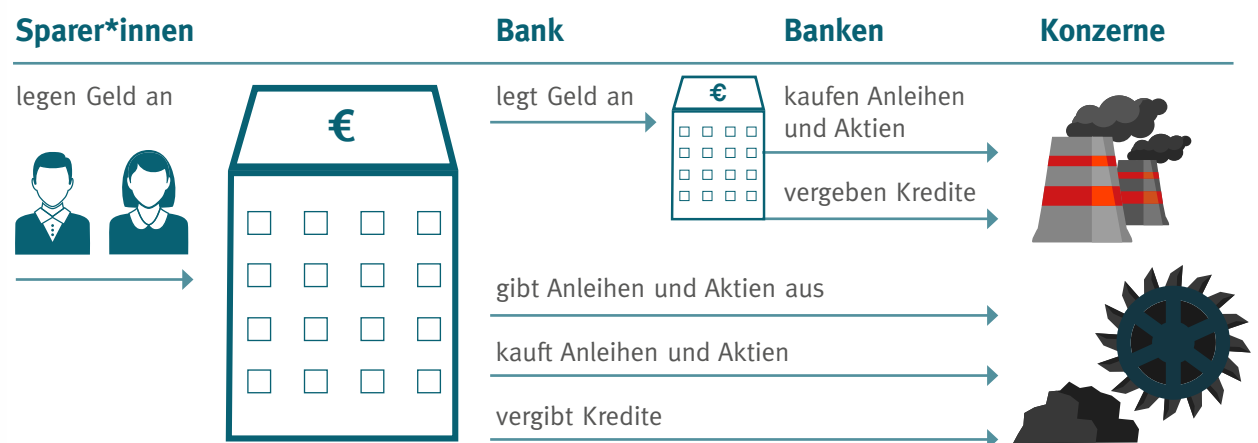 Sparer*innen
Bank
Banken
Konzerne
legen Geld an
€
legt Geld an
€
kaufen Anleihen
und Aktien
vergeben Kredite
gibt Anleihen und Aktien aus
kauft Anleihen und Aktien
vergibt Kredite